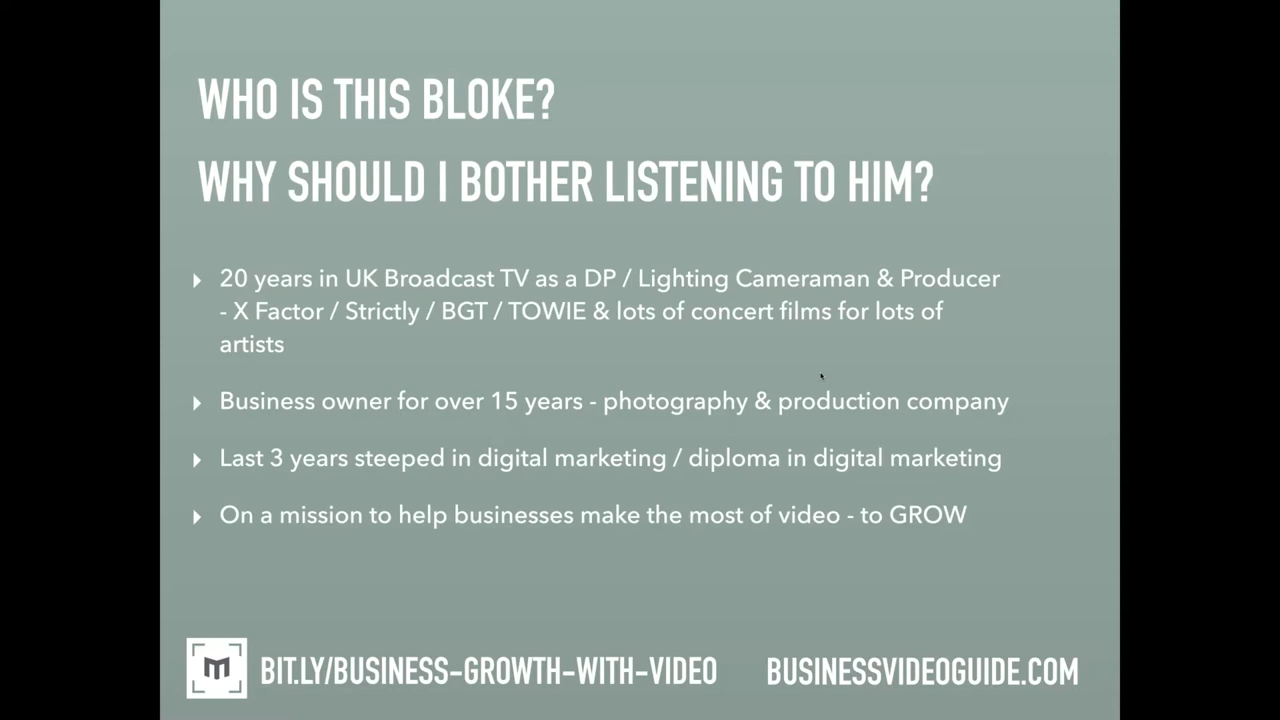 WHO IS THIS BLOKE?
WHY SHOULD I BOTHER LISTENING TO HIM?
20 years in UK Broadcast TV as a DP / Lighting Cameraman & Producer
- X Factor / Strictly / BGT / TOWIE & lots of concert films for lots of
artists
Business owner for over 15 years - photography & production company
Last 3 years steeped in digital marketing / diploma in digital marketing
On a mission to help businesses make the most of video - to GROW
m BIT.LY/BUSINESS-GROWTH-WITH-VIDEO BUSINESSVIDEOGUIDE.COM